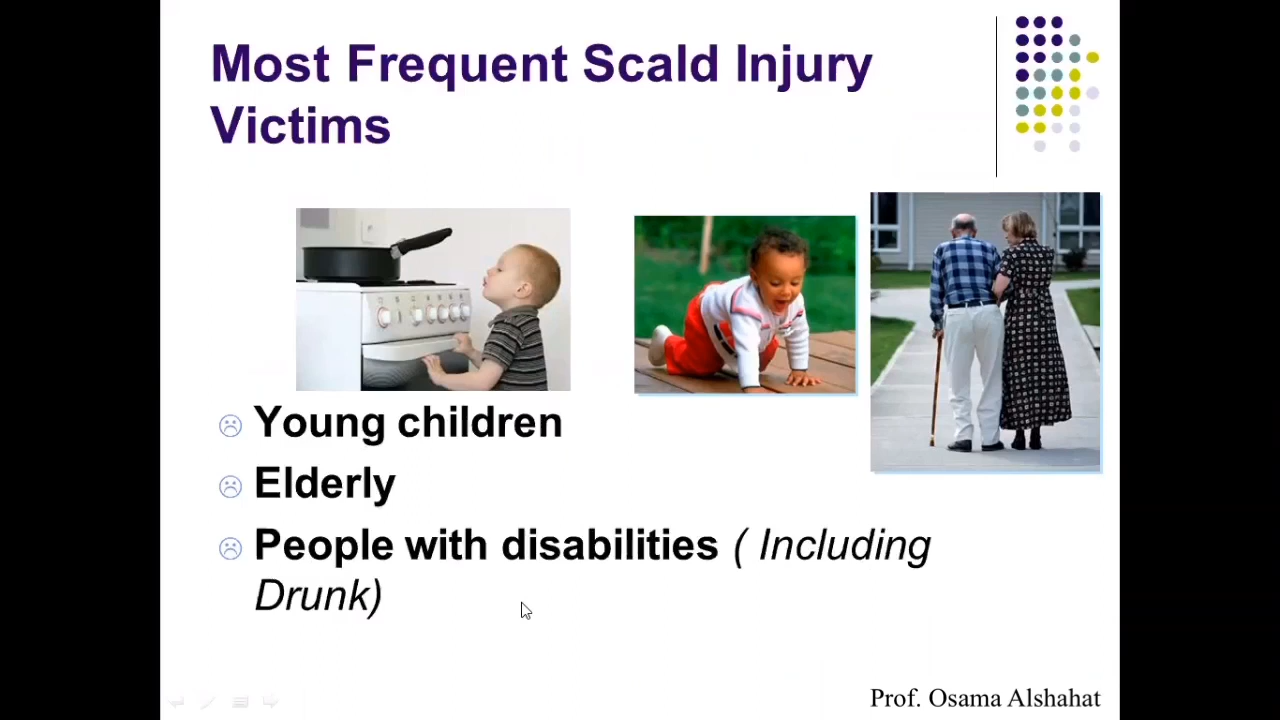 Most Frequent Scald Injury
Victims
Young children
Elderly
People with disabilities ( Including
Drunk)
Prof. Osama Alshahat